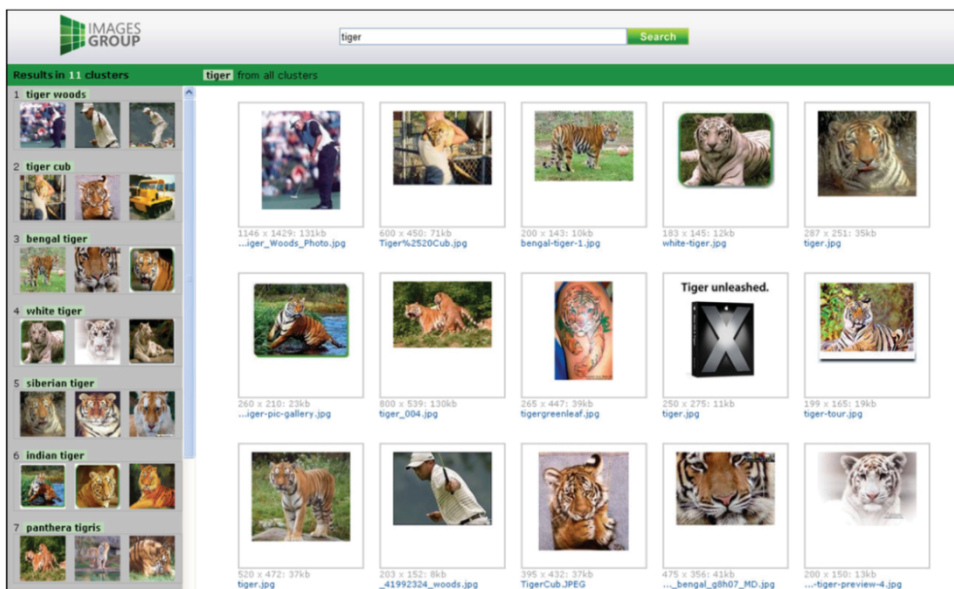 IMAGES
GROUP
tiger
Search
Results in 11 clusters
tiger from all clusters
1 tiger woods
2 tiger cub
3 bengal tiger
4 white tiger
5 siberian tiger
6 indian tiger
7 panthera tigris
1146 x 1429: 131kb
...iger_Woods_Photo.jpg
600 x 450: 71kb
Tiger%2520Cub.jpg
200 x 143: 10kb
bengal-tiger-1.jpg
183 x 145: 12kb
white-tiger.jpg
287 x 251: 35kb
tiger.jpg
260 x 210: 23kb
...iger-pic-gallery.jpg
800 x 539: 130kb
tiger_004.jpg
265 x 447: 39kb
tigergreenleaf.jpg
Tiger unleashed.
X
250 x 275: 11kb
tiger.jpg
199 x 165: 19kb
tiger-tour.jpg
520 x 472: 37kb
tiger.jpg
203 x 152: 8kb
_41992324_woods.jpg
395 x 432: 37kb
TigerCub.JPEG
475 x 356: 41kb
..._bengal_g8h07_MD.jpg
200 x 150: 13kb
...-tiger-preview-4.jpg